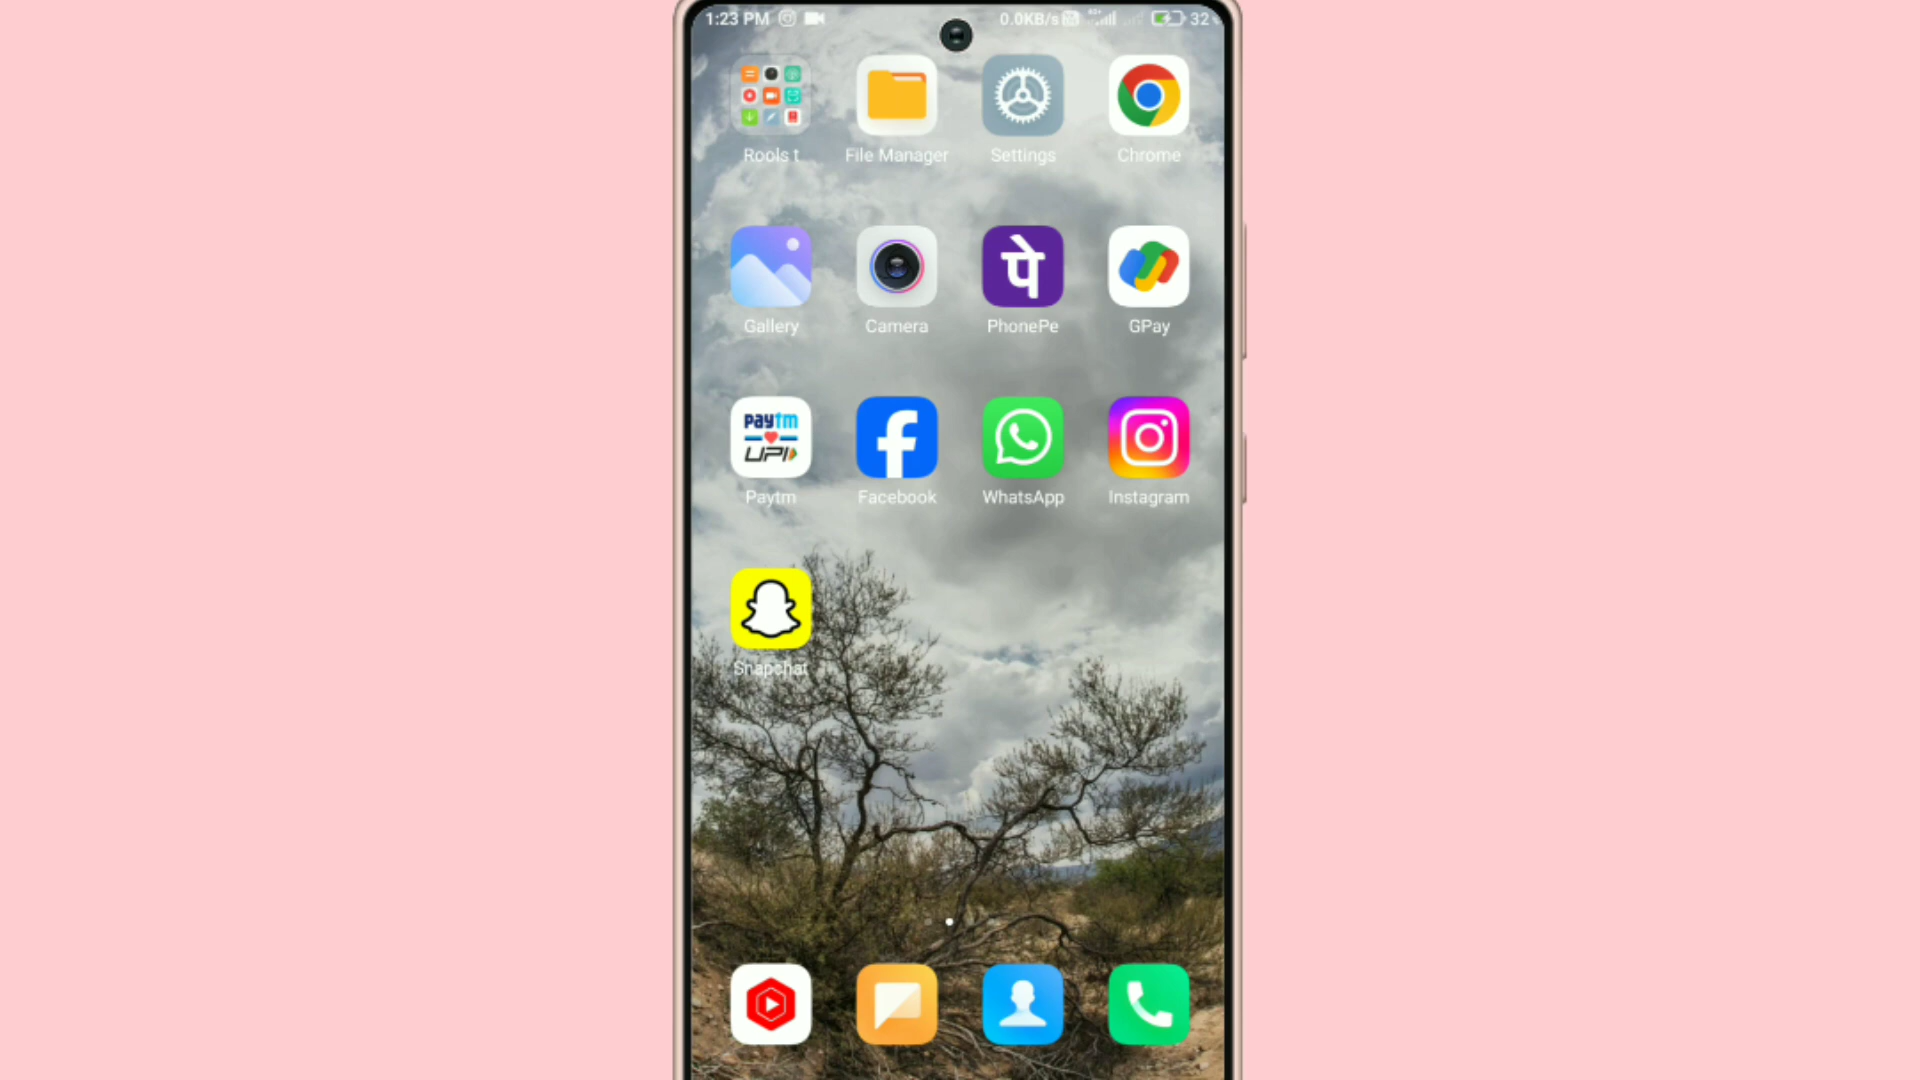 1:23 PM 0.0KB/s 32
Rools t File Manager Settings Chrome
पे
Gallery Camera PhonePe GPay
paytm
UPI
Paytm Facebook WhatsApp Instagram
Snapchat